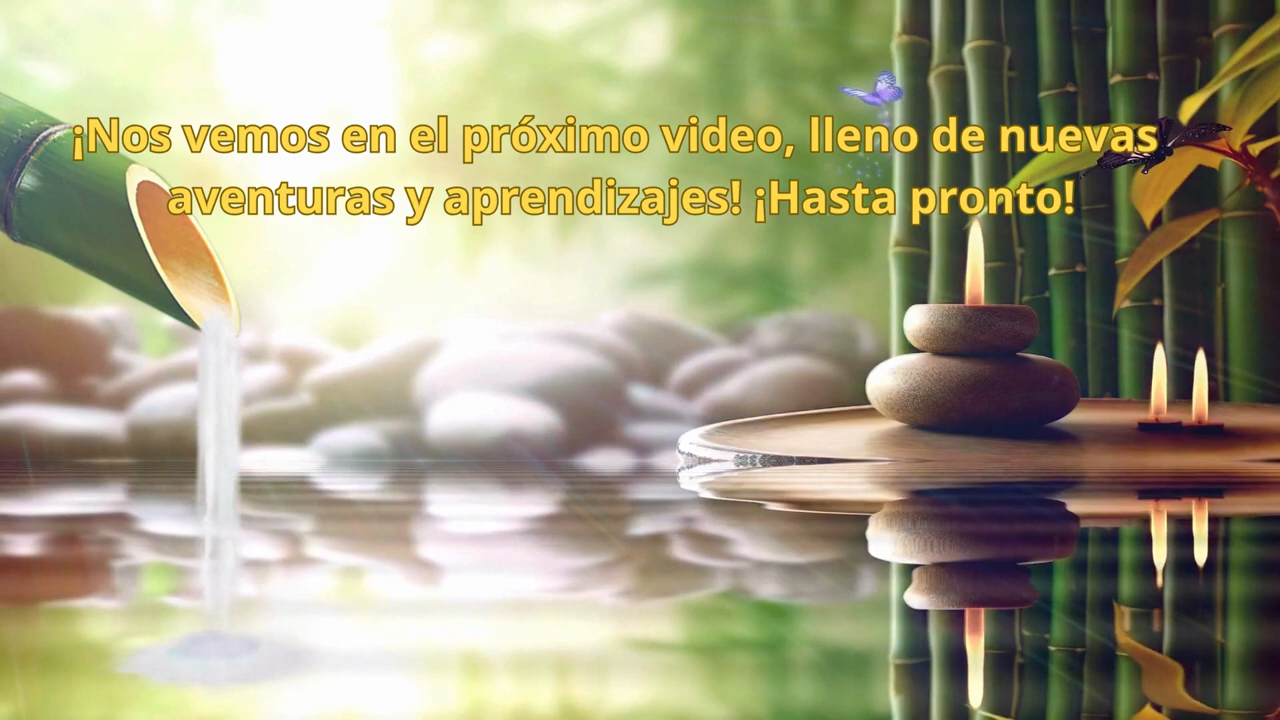 ¡Nos vemos en el próximo video, lleno de nuevas
aventuras y aprendizajes! ¡Hasta pronto!